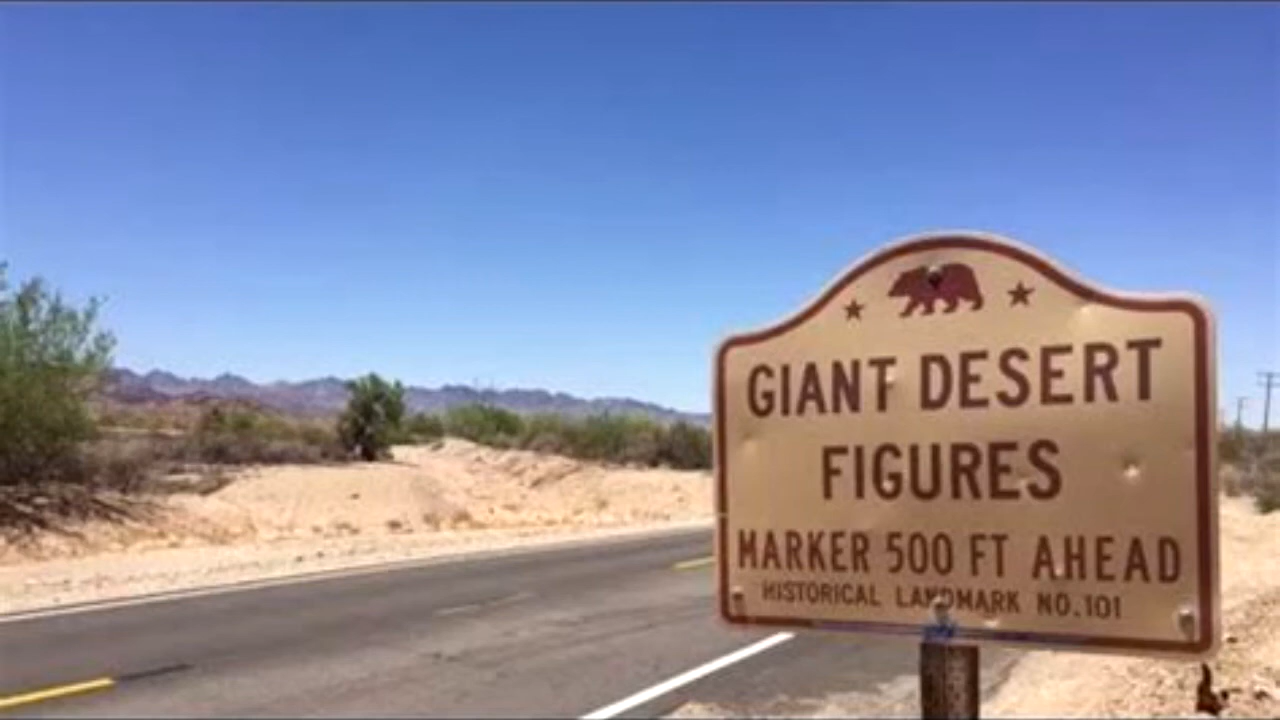 GIANT DESERT
FIGURES
MARKER 500 FT AHEAD
HISTORICAL LANDMARK NO.101